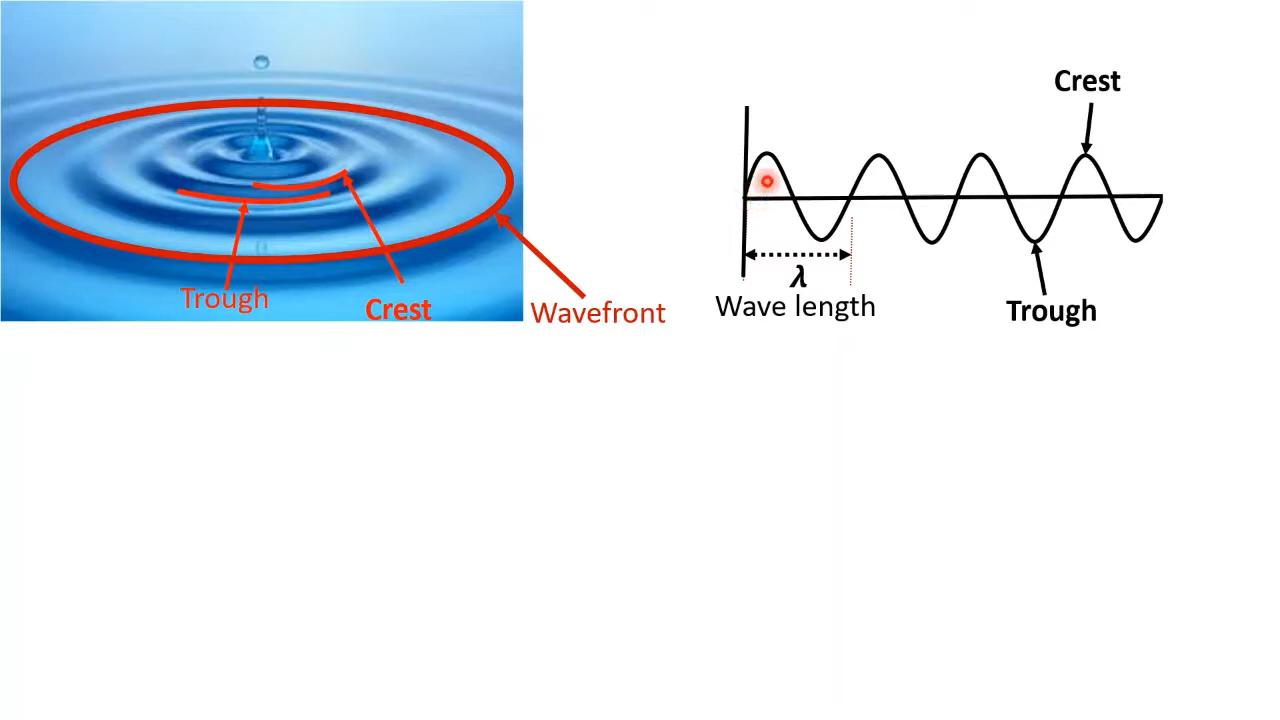 Trough
Crest
Wavefront
Crest
λ
Wave length
Trough